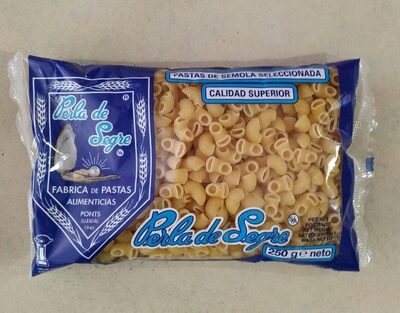 PASTAS DE SEMOLA SELECCIONADA
CALIDAD SUPERIOR
Perla de
Segre
FABRICA DE PASTAS
ALIMENTICIAS
PONTS
(LLEIDA)
1940
Perla de Segre
250 g e neto